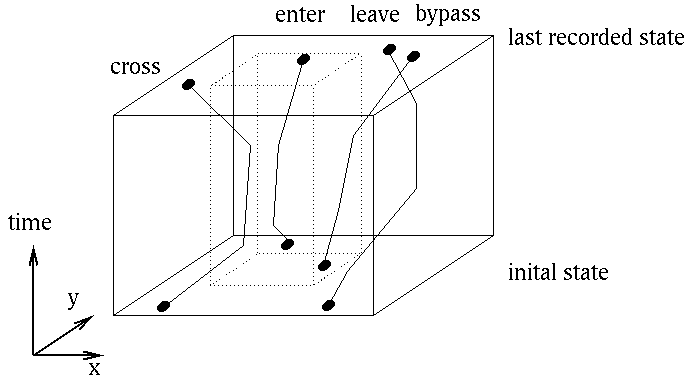 enter leave bypass
last recorded state
cross
time
y
inital state
x